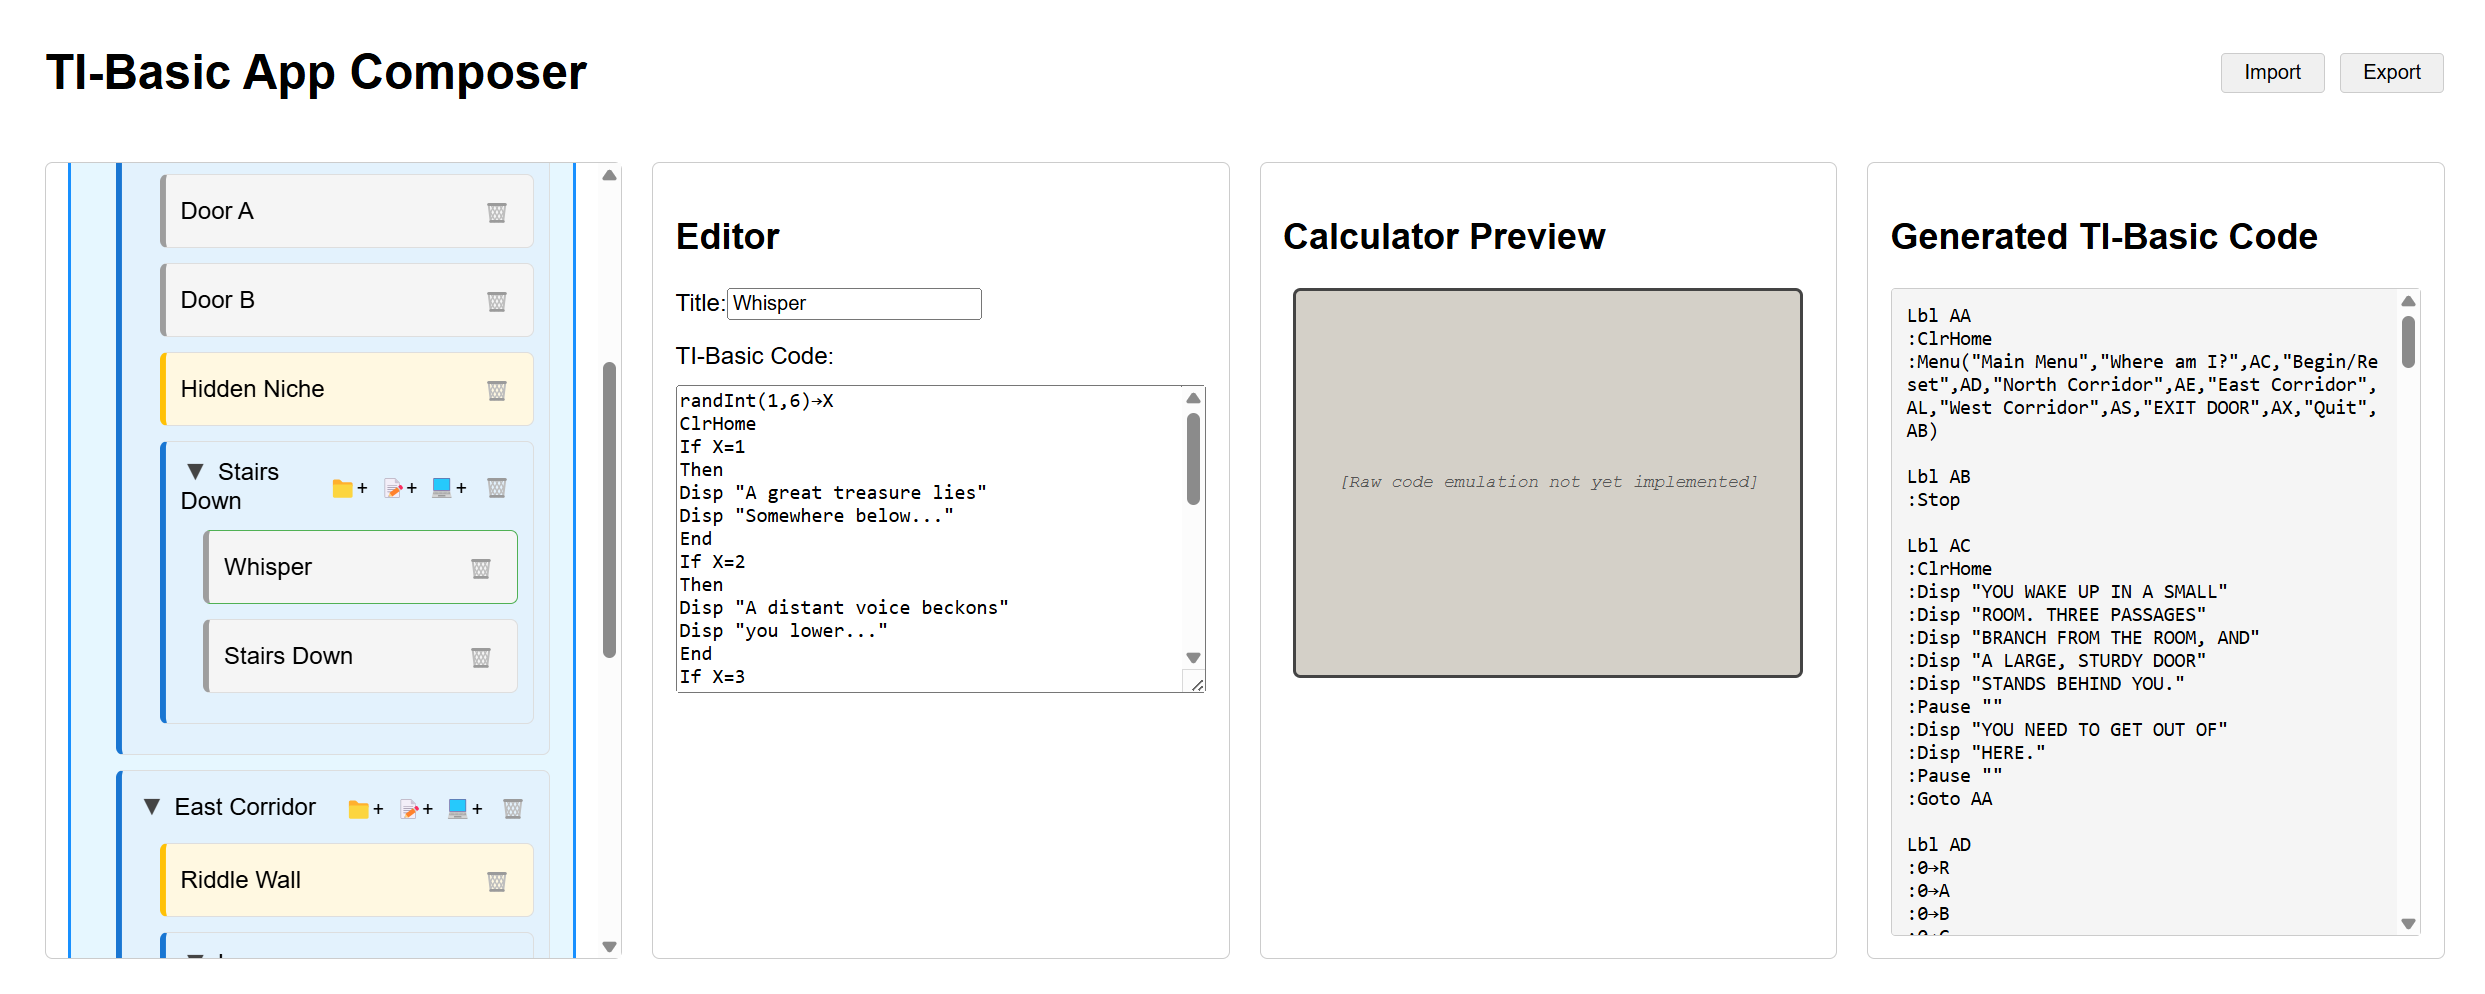 TI-Basic App Composer
Import
Export
Door A
Door B
Hidden Niche
▼ Stairs
Down
+
+
+
Whisper
Stairs Down
▼ East Corridor
+
+
+
Riddle Wall
Editor
Title:
Whisper
TI-Basic Code:
randInt(1,6)→X
ClrHome
If X=1
Then
Disp "A great treasure lies"
Disp "Somewhere below..."
End
If X=2
Then
Disp "A distant voice beckons"
Disp "you lower..."
End
If X=3
Calculator Preview
[Raw code emulation not yet implemented]
Generated TI-Basic Code
Lbl AA
:ClrHome
:Menu("Main Menu","Where am I?",AC,"Begin/Re
set",AD,"North Corridor",AE,"East Corridor",
AL,"West Corridor",AS,"EXIT DOOR",AX,"Quit",
AB)
Lbl AB
:Stop
Lbl AC
:ClrHome
:Disp "YOU WAKE UP IN A SMALL"
:Disp "ROOM. THREE PASSAGES"
:Disp "BRANCH FROM THE ROOM, AND"
:Disp "A LARGE, STURDY DOOR"
:Disp "STANDS BEHIND YOU."
:Pause ""
:Disp "YOU NEED TO GET OUT OF"
:Disp "HERE."
:Pause ""
:Goto AA
Lbl AD
:0→R
:0→A
:0→B